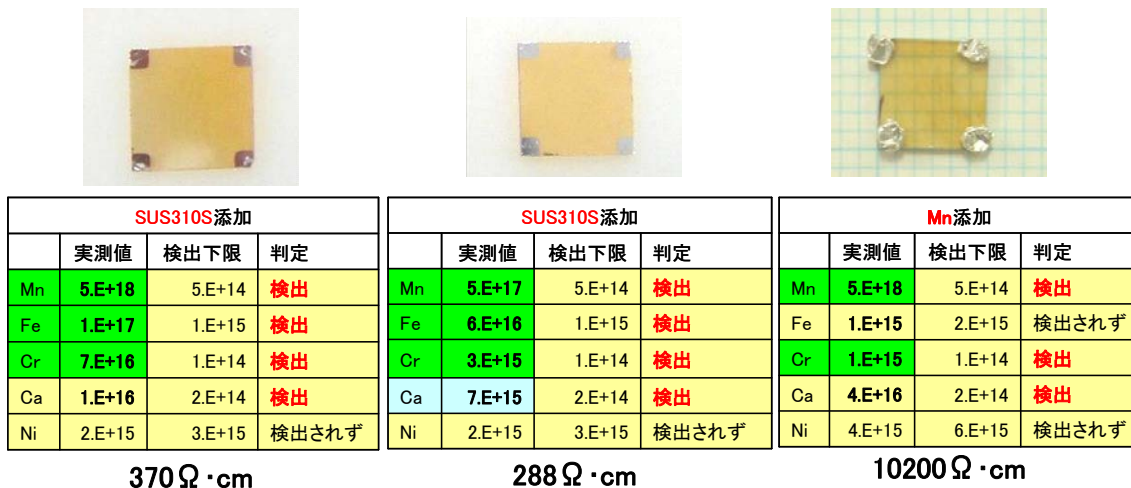 SUS310S添加
実測値 検出下限 判定
Mn 5.E+18 5.E+14 検出
Fe 1.E+17 1.E+15 検出
Cr 7.E+16 1.E+14 検出
Ca 1.E+16 2.E+14 検出
Ni 2.E+15 3.E+15 検出されず
370Ω・cm
SUS310S添加
実測値 検出下限 判定
Mn 5.E+17 5.E+14 検出
Fe 6.E+16 1.E+15 検出
Cr 3.E+15 1.E+14 検出
Ca 7.E+15 2.E+14 検出
Ni 2.E+15 3.E+15 検出されず
288Ω・cm
Mn添加
実測値 検出下限 判定
Mn 5.E+18 5.E+14 検出
Fe 1.E+15 2.E+15 検出されず
Cr 1.E+15 1.E+14 検出
Ca 4.E+16 2.E+14 検出
Ni 4.E+15 6.E+15 検出されず
10200Ω・cm